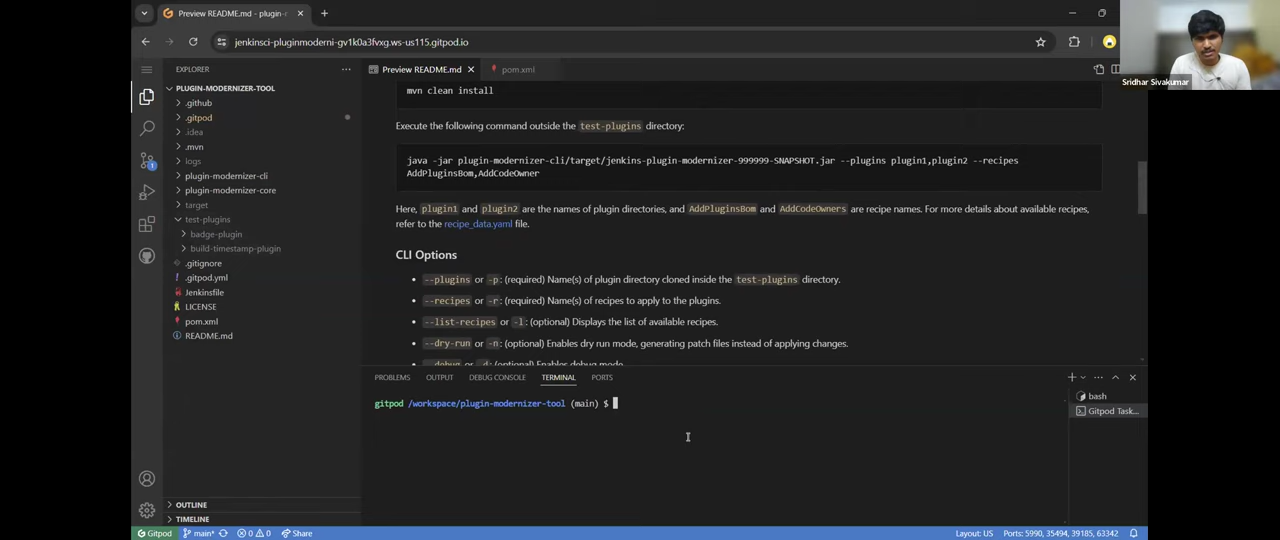 Preview README.md - plugin-r
jenkinsci-pluginmoderni-gv1k0a3fvxg.ws-us115.gitpod.io
Sridhar Sivakumar
EXPLORER
PLUGIN-MODERNIZER-TOOL
.github
.gitpod
.idea
.mvn
logs
plugin-modernizer-cli
plugin-modernizer-core
target
test-plugins
badge-plugin
build-timestamp-plugin
.gitignore
.gitpod.yml
Jenkinsfile
LICENSE
pom.xml
README.md
OUTLINE
TIMELINE
Preview README.md
pom.xml
mvn clean install
Execute the following command outside the test-plugins directory:
java -jar plugin-modernizer-cli/target/jenkins-plugin-modernizer-999999-SNAPSHOT.jar --plugins plugin1,plugin2 --recipes
AddPluginsBom,AddCodeOwner
Here, plugin1 and plugin2 are the names of plugin directories, and AddPluginsBom and AddCodeOwners are recipe names. For more details about available recipes,
refer to the recipe_data.yaml file.
CLI Options
• --plugins or -p: (required) Name(s) of plugin directory cloned inside the test-plugins directory.
• --recipes or -r: (required) Name(s) of recipes to apply to the plugins.
• --list-recipes or -l: (optional) Displays the list of available recipes.
• --dry-run or -n: (optional) Enables dry run mode, generating patch files instead of applying changes.
• --debug or -d: (optional) Enables debug mode.
PROBLEMS OUTPUT DEBUG CONSOLE TERMINAL PORTS
gitpod /workspace/plugin-modernizer-tool (main) $
bash
Gitpod Task...
Gitpod main* 0 0 Share
Layout: US Ports: 5990, 35494, 39185, 63342